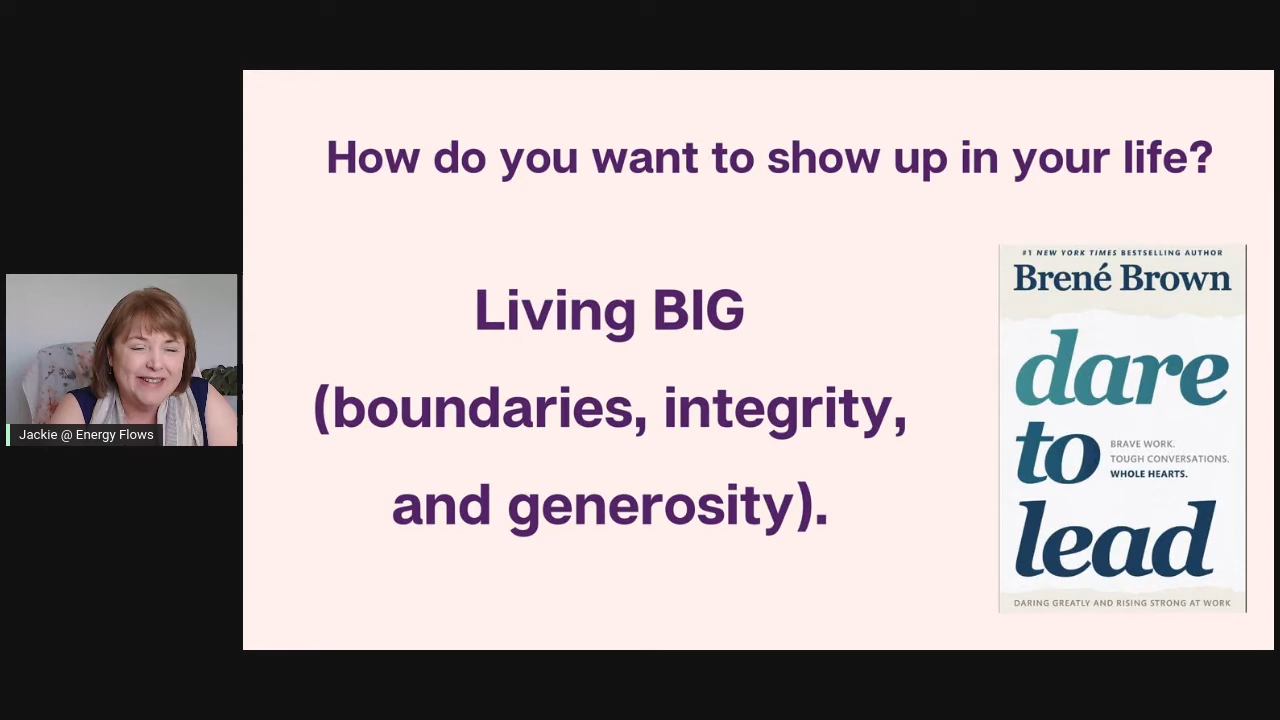 How do you want to show up in your life?
Living BIG
(boundaries, integrity,
and generosity).
#1 NEW YORK TIMES BESTSELLING AUTHOR
Brené Brown
dare
to
BRAVE WORK.
TOUGH CONVERSATIONS.
WHOLE HEARTS.
lead
DARING GREATLY AND RISING STRONG AT WORK
Jackie @ Energy Flows